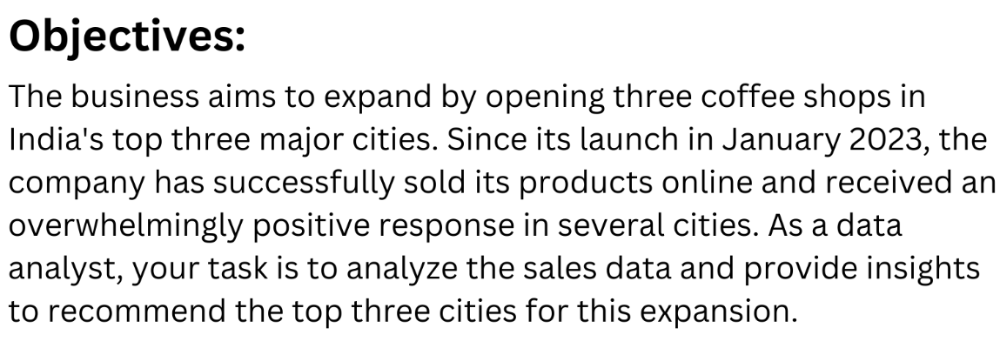 Objectives:
The business aims to expand by opening three coffee shops in
India's top three major cities. Since its launch in January 2023, the
company has successfully sold its products online and received an
overwhelmingly positive response in several cities. As a data
analyst, your task is to analyze the sales data and provide insights
to recommend the top three cities for this expansion.